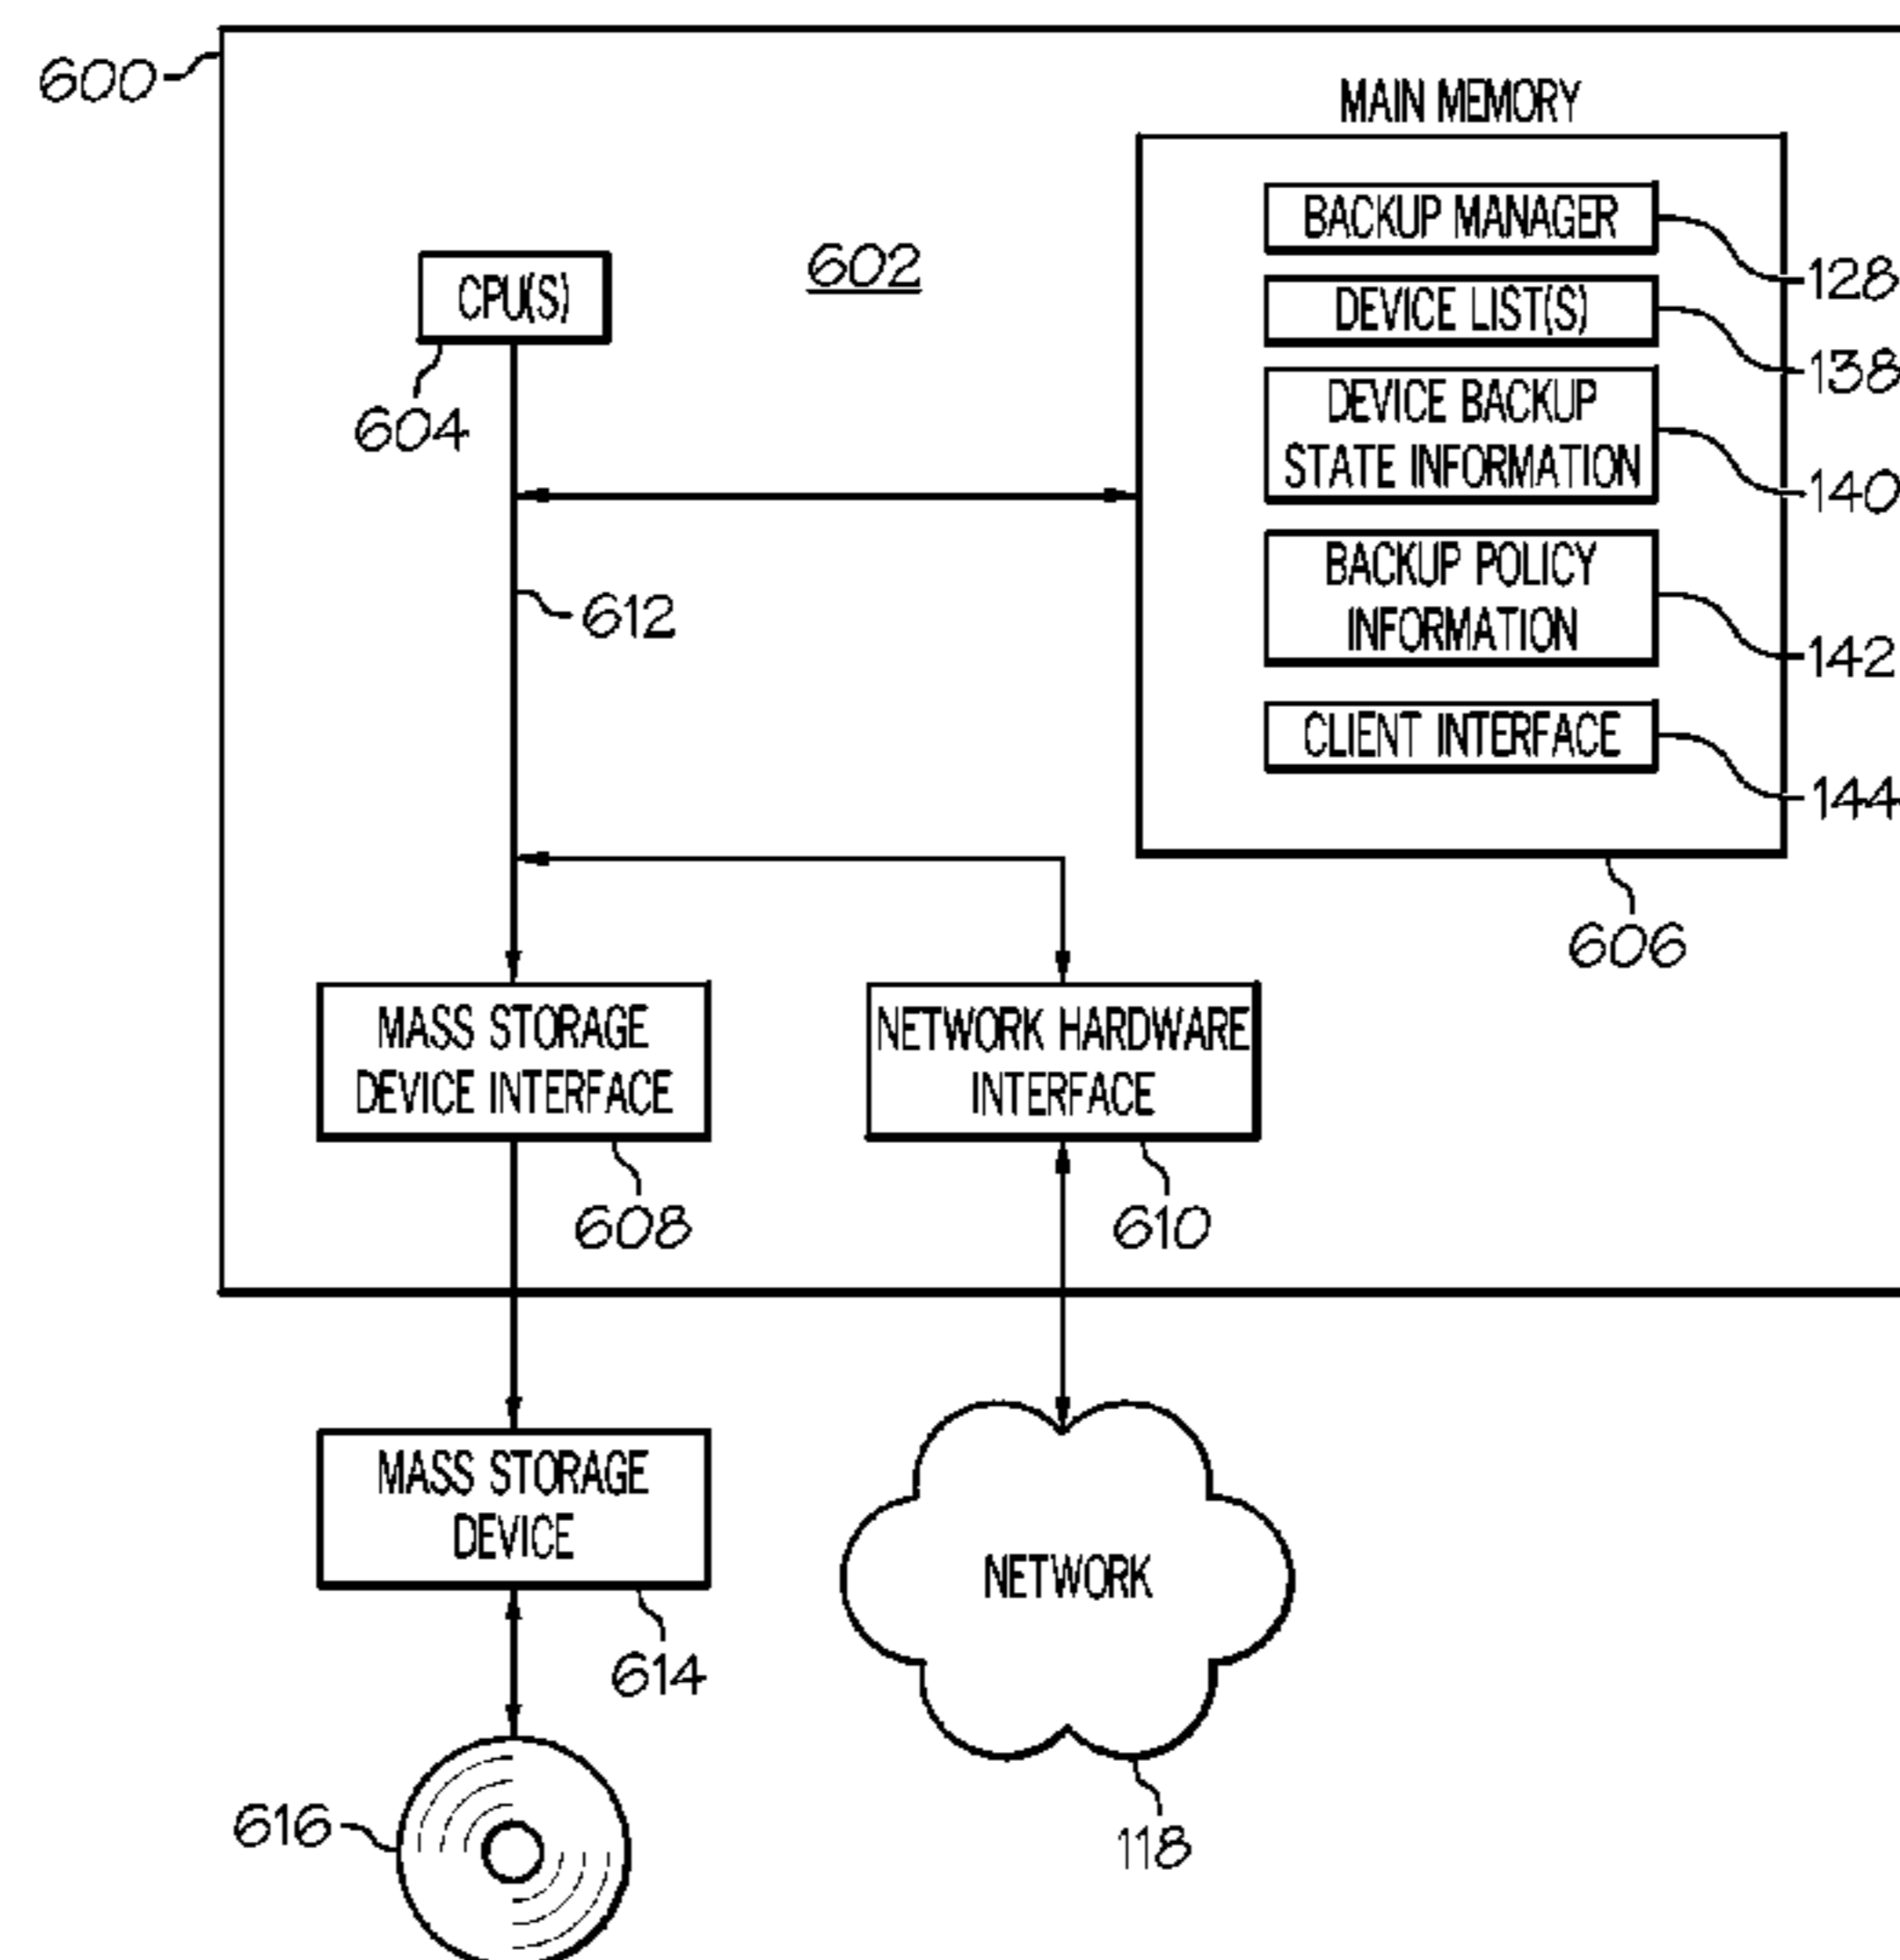 600
MAIN MEMORY
BACKUP MANAGER
128
602
CPU(S)
DEVICE LIST(S)
138
604
DEVICE BACKUP
STATE INFORMATION
140
612
BACKUP POLICY
INFORMATION
142
CLIENT INTERFACE
144
606
MASS STORAGE
DEVICE INTERFACE
608
NETWORK HARDWARE
INTERFACE
610
MASS STORAGE
DEVICE
614
NETWORK
616
118